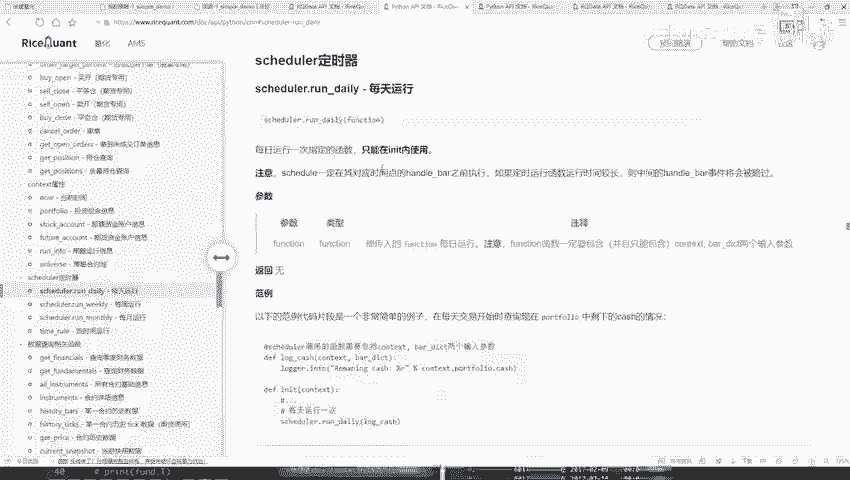 https://www.ricequant.com/doc/api/python/chn#scheduler-run_daily
RiceQuant
量化
AMS
帮助文档
社区
buy_open - 买开（期货专用）
sell_close - 平多仓（期货专用）
sell_open - 卖开（期货专用）
buy_close - 平空仓（期货专用）
cancel_order - 撤单
get_open_orders - 拿到未成交订单信息
get_position - 持仓查询
get_positions - 全量持仓查询
context属性
now - 当前时间
portfolio - 投资组合信息
stock_account - 股票资金账户信息
future_account - 期货资金账户信息
run_info - 策略运行信息
universe - 策略合约池
scheduler定时器
scheduler.run_daily - 每天运行
scheduler.run_weekly - 每周运行
scheduler.run_monthly - 每月运行
time_rule - 定时间运行
数据查询相关函数
get_financials - 查询季度财务数据
get_fundamentals - 查询财务数据
all_instruments - 所有合约基础信息
instruments - 合约详细信息
history_bars - 某一合约历史数据
history_ticks - 某一合约历史 tick 数据（期货使用）
get_price - 合约历史数据
current_snapshot - 当前快照数据
scheduler定时器
scheduler.run_daily - 每天运行
scheduler.run_daily(function)
每日运行一次指定的函数，只能在init内使用。
注意，schedule一定在其对应时间点的handle_bar之前执行，如果定时运行函数运行时间较长，则中间的handle_bar事件将会被略过。
参数
参数 类型 注释
function function 使传入的 function 每日运行。注意，function函数一定要包含（并且只能包含）context, bar_dict两个输入参数
返回 无
范例
以下的范例代码片段是一个非常简单的例子，在每天交易开始时查询现在 portfolio 中剩下的cash的情况：
#scheduler调用的函数需要包括context, bar_dict两个输入参数
def log_cash(context, bar_dict):
logger.info("Remaning cash: %r" % context.portfolio.cash)
def init(context):
#...
# 每天运行一次
scheduler.run_daily(log_cash)
60 # print(fund.T)